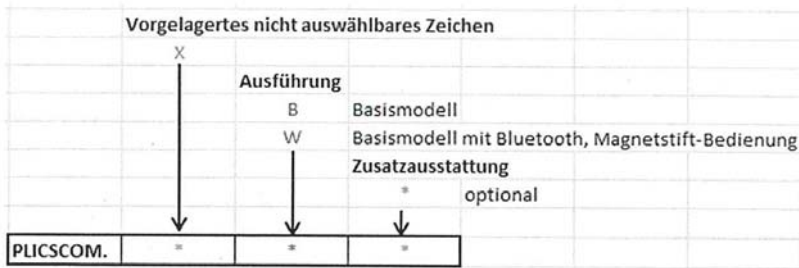 Vorgelagertes nicht auswählbares Zeichen
X
Ausführung
B Basismodell
W Basismodell mit Bluetooth, Magnetstift-Bedienung
Zusatzausstattung
* optional
PLICSCOM. * * *